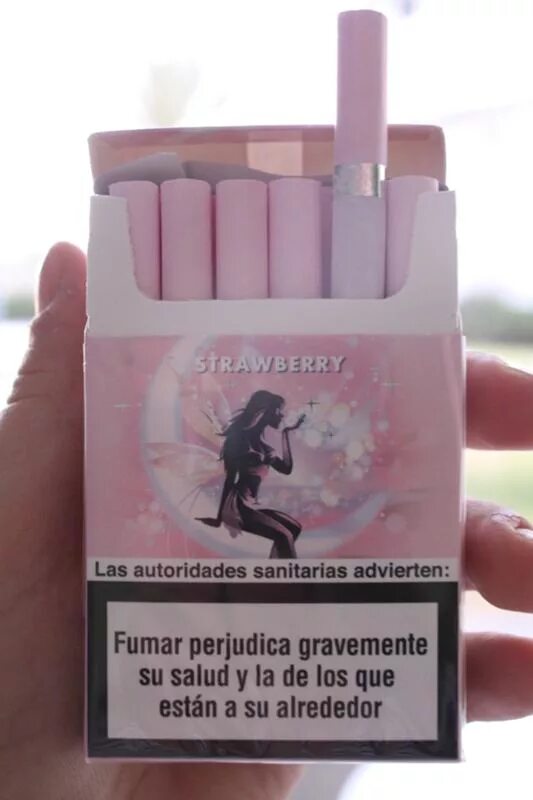 STRAWBERRY
Las autoridades sanitarias advierten:
Fumar perjudica gravemente
su salud y la de los que
están a su alrededor